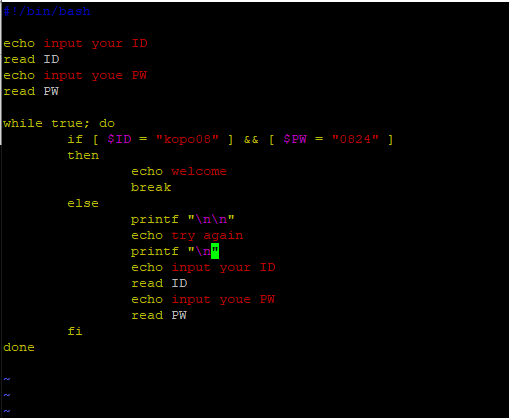 #!/bin/bash
echo input your ID
read ID
echo input youe PW
read PW
while true; do
if [ $ID = "kopo08" ] && [ $PW = "0824" ]
then
echo welcome
break
else
printf "\n\n"
echo try again
printf "\n"
echo input your ID
read ID
echo input youe PW
read PW
fi
done
~
~
~